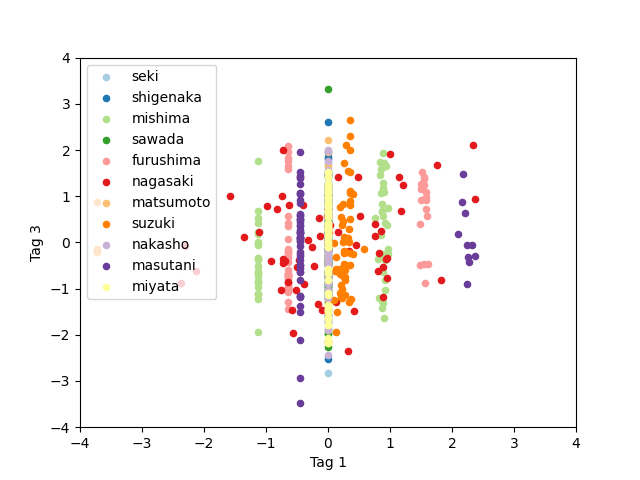 4
3
2
1
0
−1
−2
−3
−4
Tag 3
seki
shigenaka
mishima
sawada
furushima
nagasaki
matsumoto
suzuki
nakasho
masutani
miyata
−4 −3 −2 −1 0 1 2 3 4
Tag 1